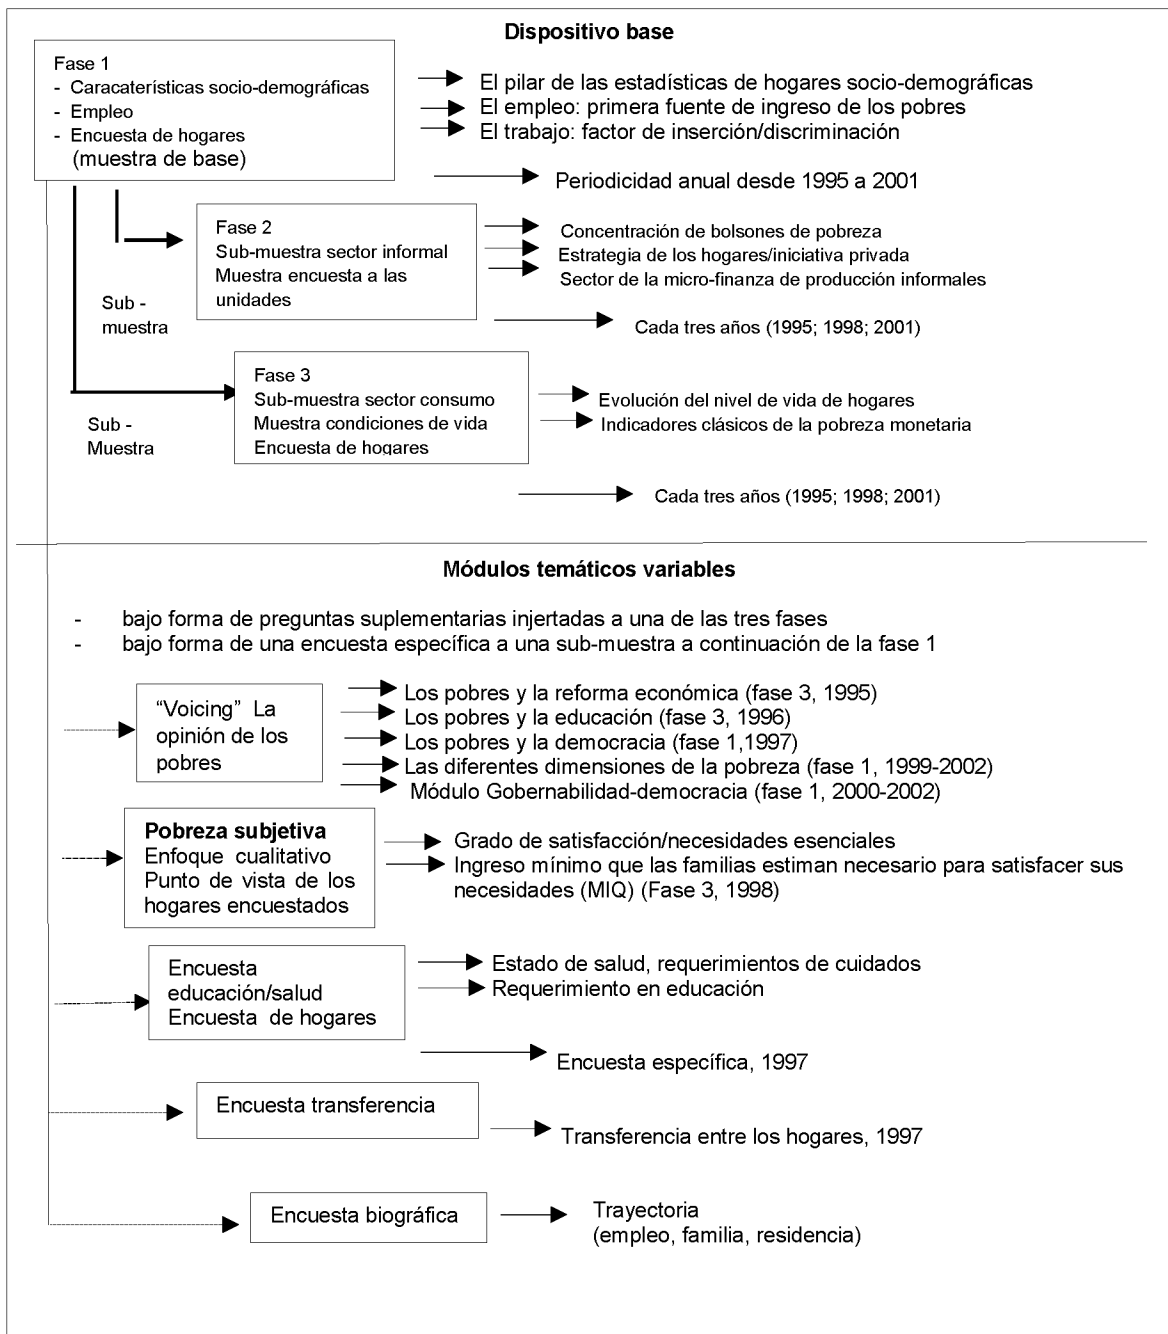 Dispositivo base
Fase 1
- Caracaterísticas socio-demográficas
- Empleo
- Encuesta de hogares
(muestra de base)
El pilar de las estadísticas de hogares socio-demográficas
El empleo: primera fuente de ingreso de los pobres
El trabajo: factor de inserción/discriminación
Periodicidad anual desde 1995 a 2001
Fase 2
Sub-muestra sector informal
Muestra encuesta a las
unidades
Concentración de bolsones de pobreza
Estrategia de los hogares/iniciativa privada
Sector de la micro-finanza de producción informales
Sub -
muestra
Cada tres años (1995; 1998; 2001)
Fase 3
Sub-muestra sector consumo
Muestra condiciones de vida
Encuesta de hogares
Evolución del nivel de vida de hogares
Indicadores clásicos de la pobreza monetaria
Sub -
Muestra
Cada tres años (1995; 1998; 2001)
Módulos temáticos variables
- bajo forma de preguntas suplementarias injertadas a una de las tres fases
- bajo forma de una encuesta específica a una sub-muestra a continuación de la fase 1
“Voicing” La
opinión de los
pobres
Los pobres y la reforma económica (fase 3, 1995)
Los pobres y la educación (fase 3, 1996)
Los pobres y la democracia (fase 1,1997)
Las diferentes dimensiones de la pobreza (fase 1, 1999-2002)
Módulo Gobernabilidad-democracia (fase 1, 2000-2002)
Pobreza subjetiva
Enfoque cualitativo
Punto de vista de los
hogares encuestados
Grado de satisfacción/necesidades esenciales
Ingreso mínimo que las familias estiman necesario para satisfacer sus
necesidades (MIQ) (Fase 3, 1998)
Encuesta
educación/salud
Encuesta de hogares
Estado de salud, requerimientos de cuidados
Requerimiento en educación
Encuesta específica, 1997
Encuesta transferencia
Transferencia entre los hogares, 1997
Encuesta biográfica
Trayectoria
(empleo, familia, residencia)